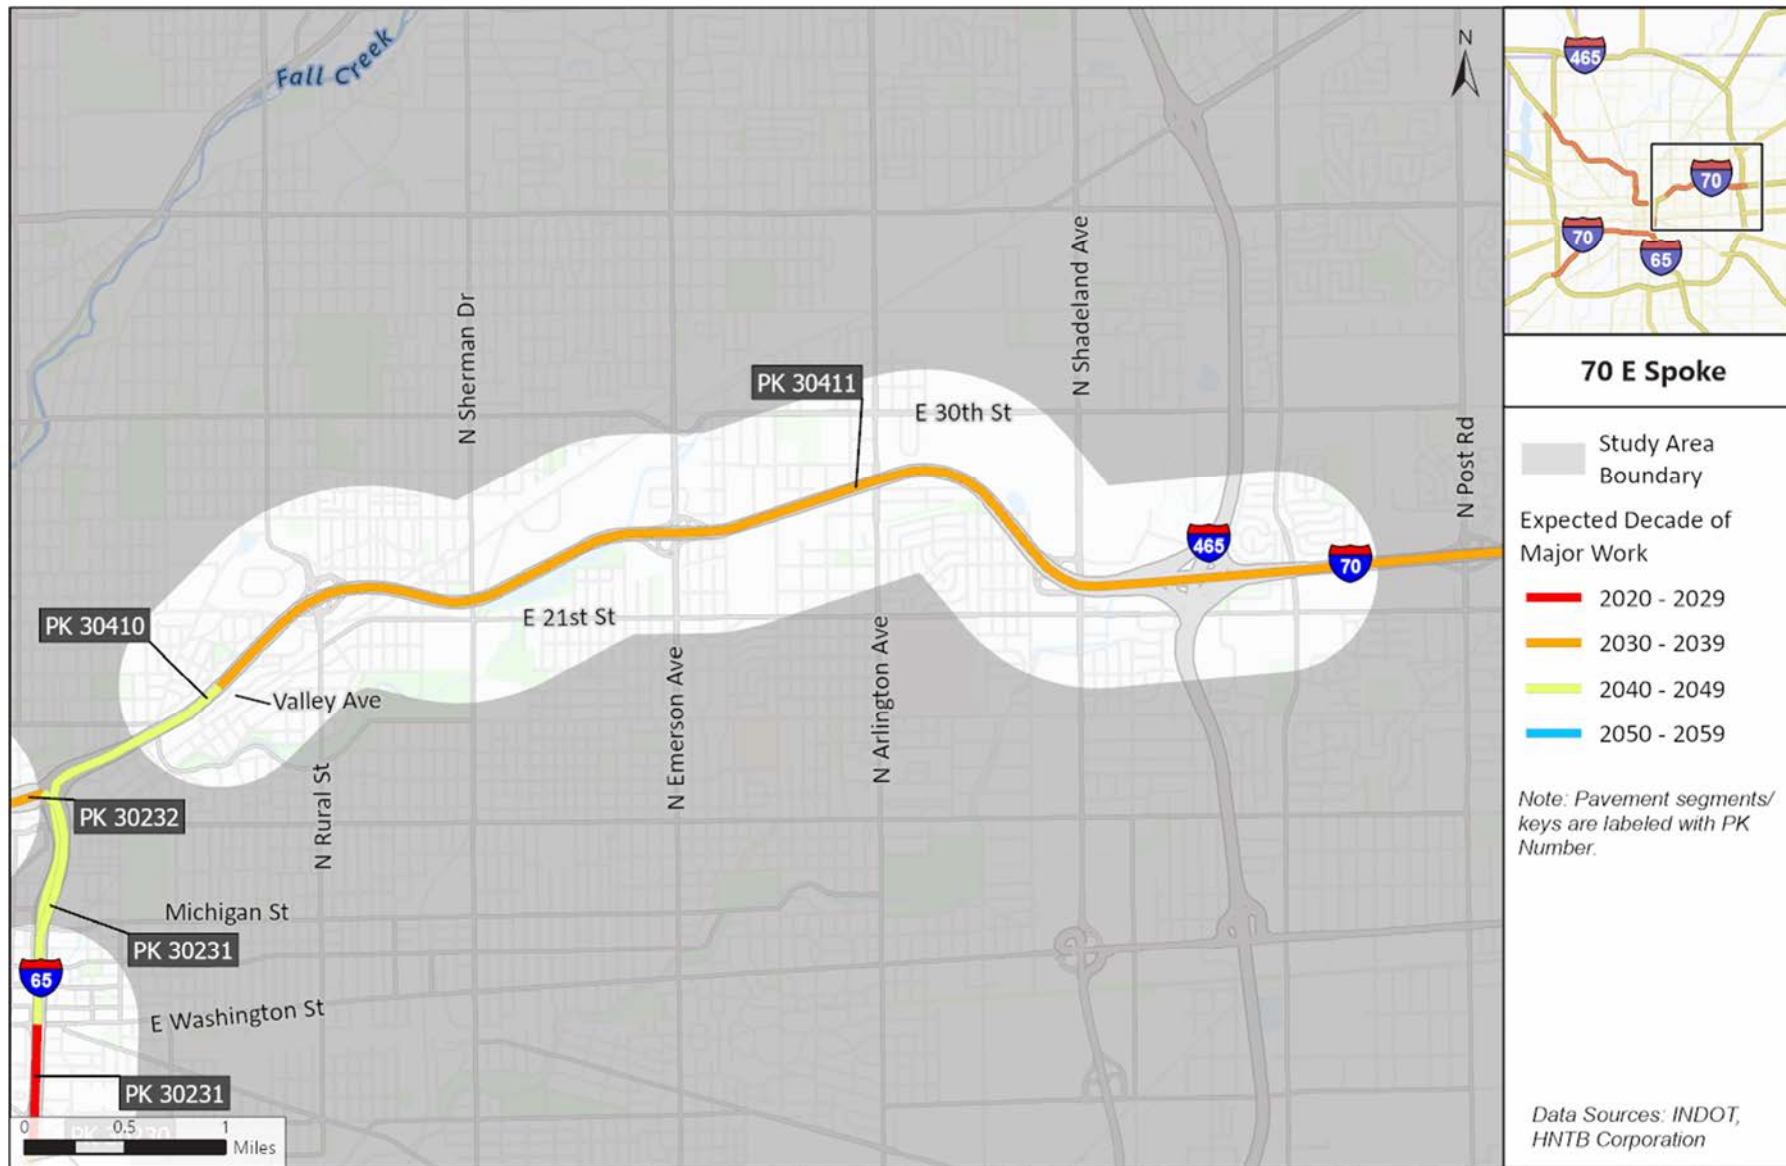 Fall Creek
N
465
70
70
65
N Sherman Dr
N Shadeland Ave
PK 30411
E 30th St
70 E Spoke
N Post Rd
Study Area
Boundary
465
70
Expected Decade of
Major Work
2020 - 2029
2030 - 2039
2040 - 2049
2050 - 2059
PK 30410
E 21st St
Valley Ave
N Rural St
N Emerson Ave
N Arlington Ave
PK 30232
Note: Pavement segments/
keys are labeled with PK
Number.
Michigan St
PK 30231
65
E Washington St
PK 30231
PK 30230
0 0.5 1
Miles
Data Sources: INDOT,
HNTB Corporation